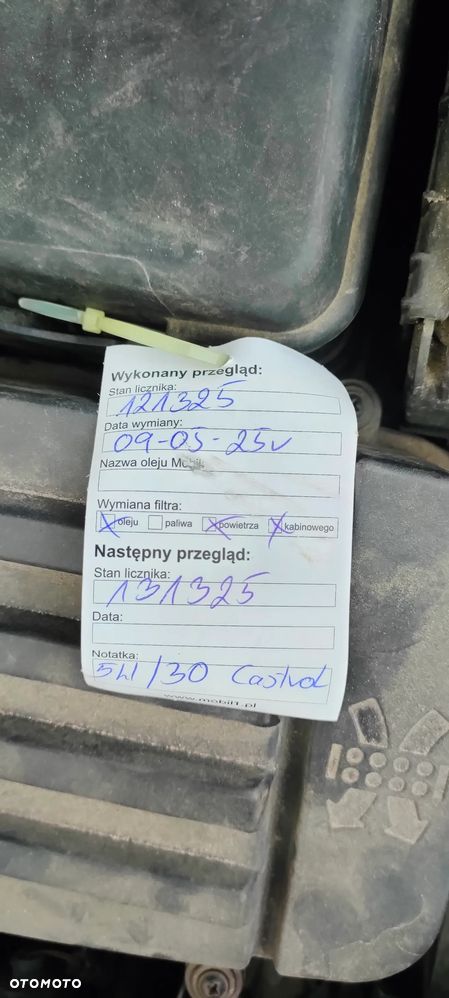 Wykonany przegląd:
Stan licznika:
121325
Data wymiany:
09-05-25r
Nazwa oleju Mobil:
Wymiana filtra:
oleju paliwa powietrza kabinowego
Następny przegląd:
Stan licznika:
131325
Data:
Notatka:
5W/30 Castrol
www.mobil1.pl
OTOMOTO